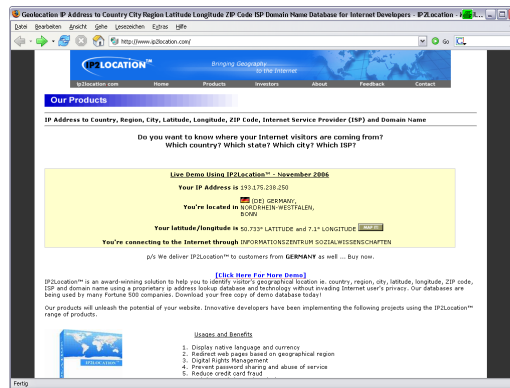 Geolocation IP Address to Country City Region Latitude Longitude ZIP Code ISP Domain Name Database for Internet Developers - IP2Location -
Datei Bearbeiten Ansicht Gehe Lesezeichen Extras Hilfe
http://www.ip2location.com/ Go
IP2LOCATION™ Bringing Geography
to the Internet
ip2location com Home Products Investors About Feedback Contact
Our Products
IP Address to Country, Region, City, Latitude, Longitude, ZIP Code, Internet Service Provider (ISP) and Domain Name
Do you want to know where your Internet visitors are coming from?
Which country? Which state? Which city? Which ISP?
Live Demo Using IP2Location™ - November 2006
Your IP Address is 193.175.238.250
(DE) GERMANY,
You're located in NORDRHEIN-WESTFALEN,
BONN
Your latitude/longitude is 50.733° LATITUDE and 7.1° LONGITUDE MAP IT
You're connecting to the Internet through INFORMATIONSZENTRUM SOZIALWISSENSCHAFTEN
p/s We deliver IP2Location™ to customers from GERMANY as well ... Buy now.
[Click Here For More Demo]
IP2Location™ is an award-winning solution to help you to identify visitor's geographical location ie. country, region, city, latitude, longitude, ZIP code,
ISP and domain name using a proprietary ip address lookup database and technology without invading Internet user's privacy. Our databases are
being used by many Fortune 500 companies. Download your free copy of demo database today!
Our products will unleash the potential of your website. Innovative developers have been implementing the following projects using the IP2Location™
range of products.
IP2LOCATION
Usages and Benefits
1. Display native language and currency
2. Redirect web pages based on geographical region
3. Digital Rights Management
4. Prevent password sharing and abuse of service
5. Reduce credit card fraud
Fertig